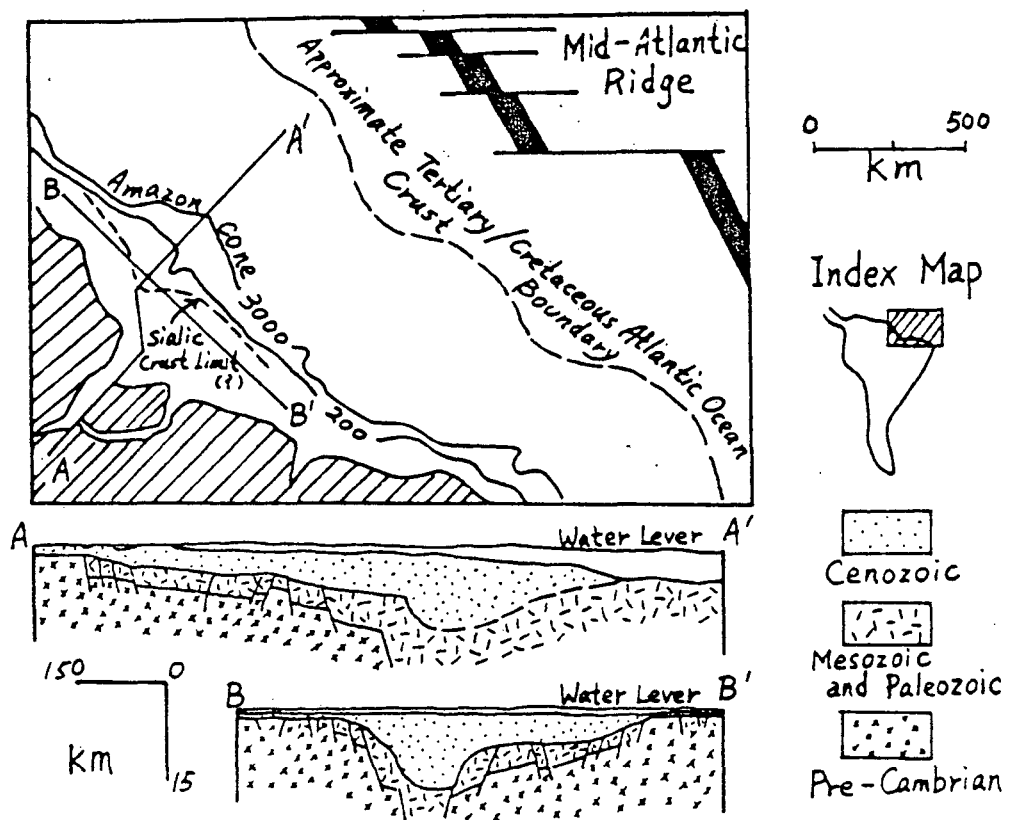 Mid-Atlantic
Ridge
Approximate Tertiary/Cretaceous Atlantic Ocean
Crust Boundary
A'
B
Amazon
Cone
3000
Sialic
Crust Limit
(?)
B'
200
A
0 500
Km
Index Map
A Water Lever A'
B Water Lever B'
150 0
Km
15
Cenozoic
Mesozoic
and Paleozoic
Pre-Cambrian